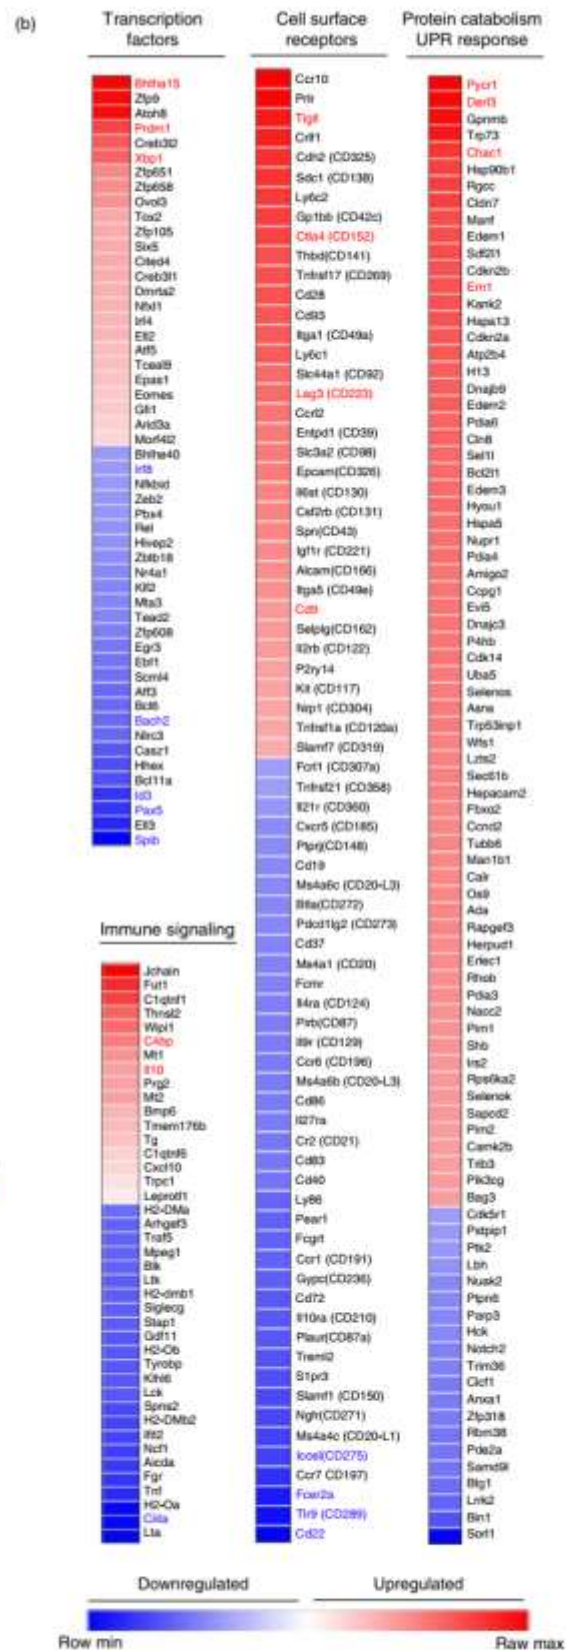 (b)
Transcription
factors
Bhlha15
Zfp9
Atoh8
Prdm1
Creb3l2
Xbp1
Zfp651
Zfp658
Ovol3
Tox2
Zfp105
Six5
Cited4
Creb3l1
Dmrta2
Nfxl1
Irf4
Ell2
Atf5
Tceal9
Epas1
Eomes
Gfi1
Arid3a
Morf4l2
Bhlhe40
Irf8
Nfkbid
Zeb2
Pbx4
Rel
Hivep2
Zbtb18
Nr4a1
Klf2
Mta3
Tead2
Zfp608
Egr3
Ebf1
Scml4
Aff3
Bcl6
Bach2
Nlrc3
Casz1
Hhex
Bcl11a
Id3
Pax5
Ell3
Spib
Immune signaling
Jchain
Fut1
C1qtnf1
Thnsl2
Wipi1
C4bp
Mt1
Il10
Prg2
Mt2
Bmp6
Tmem176b
Tg
C1qtnf6
Cxcl10
Trpc1
Leprotl1
H2-DMa
Arhgef3
Traf5
Mpeg1
Blk
Ltk
H2-dmb1
Siglecg
Stap1
Gdf11
H2-Ob
Tyrobp
Klhl6
Lck
Spns2
H2-DMb2
Ncf1
Aicda
Fgr
Tnf
H2-Oa
Ciita
Lta
Cell surface
receptors
Ccr10
Prlr
Tigit
Crlf1
Cdh2 (CD325)
Sdc1 (CD138)
Ly6c2
Gp1bb (CD42c)
Ctla4 (CD152)
Thbd(CD141)
Tnfrsf17 (CD269)
Cd28
Cd93
Itga1 (CD49a)
Ly6c1
Slc44a1 (CD92)
Lag3 (CD223)
Ccrl2
Entpd1 (CD39)
Slc3a2 (CD98)
Epcam(CD326)
Il6st (CD130)
Csf2rb (CD131)
Spn(CD43)
Igf1r (CD221)
Alcam(CD166)
Itga5 (CD49e)
Cd9
Selplg(CD162)
Il2rb (CD122)
P2ry14
Kit (CD117)
Nrp1 (CD304)
Tnfrsf1a (CD120a)
Slamf7 (CD319)
Fcrl1 (CD307a)
Tnfrsf21 (CD358)
Il21r (CD360)
Cxcr5 (CD185)
Ptprj(CD148)
Cd19
Ms4a6c (CD20-L3)
Btla(CD272)
Pdcd1lg2 (CD273)
Cd37
Ms4a1 (CD20)
Fcmr
Il4ra (CD124)
Pirb(CD87)
Il9r (CD129)
Ccr6 (CD196)
Ms4a6b (CD20-L3)
Cd86
Il27ra
Cr2 (CD21)
Cd83
Cd40
Ly86
Pear1
Fcgrt
Ccr1 (CD191)
Gypc(CD236)
Cd72
Il10ra (CD210)
Plaur(CD87a)
Treml2
S1pr3
Slamf1 (CD150)
Ngfr(CD271)
Ms4a4c (CD20-L1)
Icosl(CD275)
Ccr7 CD197)
Fcer2a
Tlr9 (CD289)
Cd22
Protein catabolism
UPR response
Pycr1
Derl3
Gpnmb
Trp73
Chac1
Hsp90b1
Rgcc
Cldn7
Manf
Edem1
Sdf2l1
Cdkn2b
Ern1
Kank2
Hspa13
Cdkn2a
Atp2b4
H13
Dnajb9
Edem2
Pdia6
Cln8
Sel1l
Bcl2l1
Edem3
Hyou1
Hspa5
Nupr1
Pdia4
Amigo2
Ccpg1
Evi5
Dnajc3
P4hb
Cdk14
Uba5
Selenos
Asns
Trp53inp1
Wfs1
Lzts2
Sec61b
Hepacam2
Fbxo2
Ccnd2
Tubb6
Man1b1
Calr
Os9
Ada
Rapgef3
Herpud1
Erlec1
Rhob
Pdia3
Nacc2
Pim1
Shb
Irs2
Rps6ka2
Selenok
Sapcd2
Pim2
Camk2b
Trib3
Pik3cg
Bag3
Cdk5r1
Pstpip1
Ptk2
Lbh
Nuak2
Ptpn6
Parp3
Hck
Notch2
Trim36
Clcf1
Anxa1
Zfp318
Rbm38
Pde2a
Samd9l
Btg1
Lnrk2
Bin1
Sorl1
Downregulated
Upregulated
Row min
Raw max